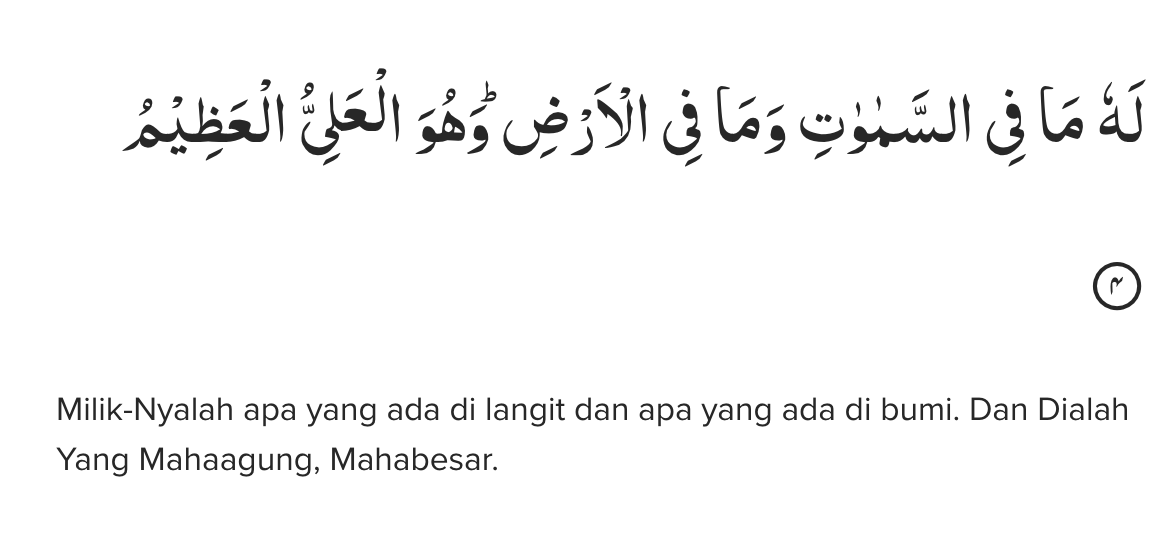 لَهٗ مَا فِى السَّمٰوٰتِ وَمَا فِى الْاَرْضِۗ وَهُوَ الْعَلِيُّ الْعَظِيْمُ
۴
Milik-Nyalah apa yang ada di langit dan apa yang ada di bumi. Dan Dialah
Yang Mahaagung, Mahabesar.